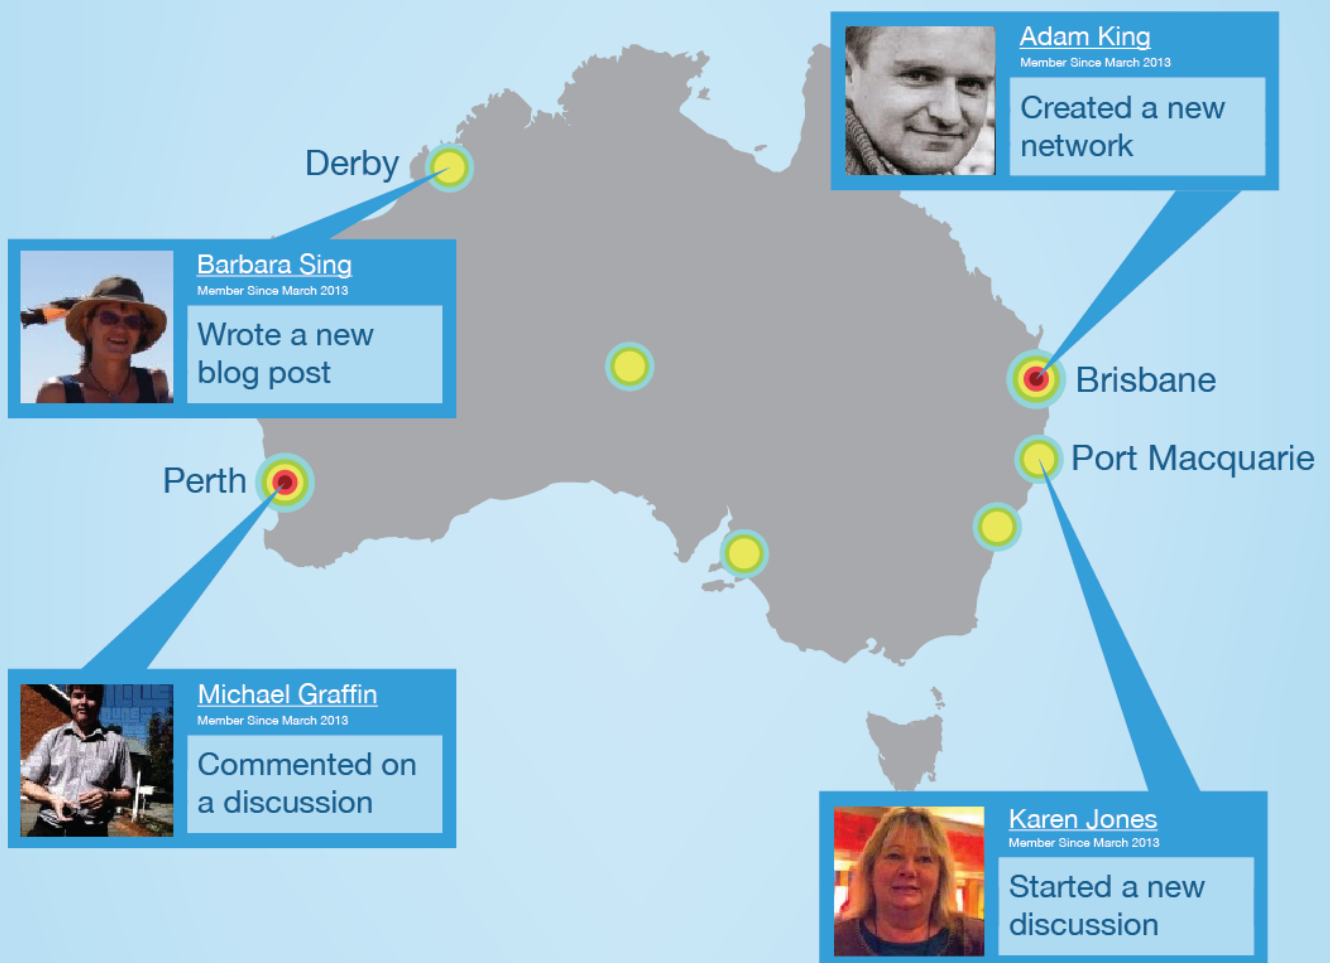 Adam King
Member Since March 2013
Created a new
network
Derby
Barbara Sing
Member Since March 2013
Wrote a new
blog post
Brisbane
Port Macquarie
Perth
Michael Graffin
Member Since March 2013
Commented on
a discussion
Karen Jones
Member Since March 2013
Started a new
discussion